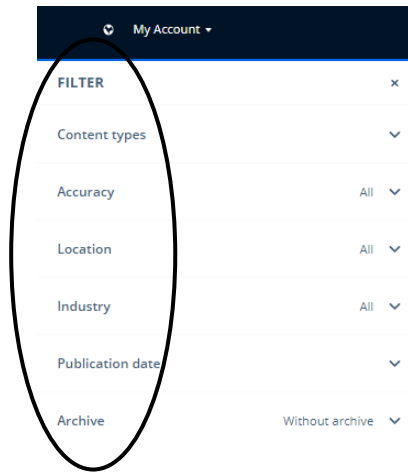 My Account
FILTER ×
Content types
Accuracy All
Location All
Industry All
Publication date
Archive Without archive